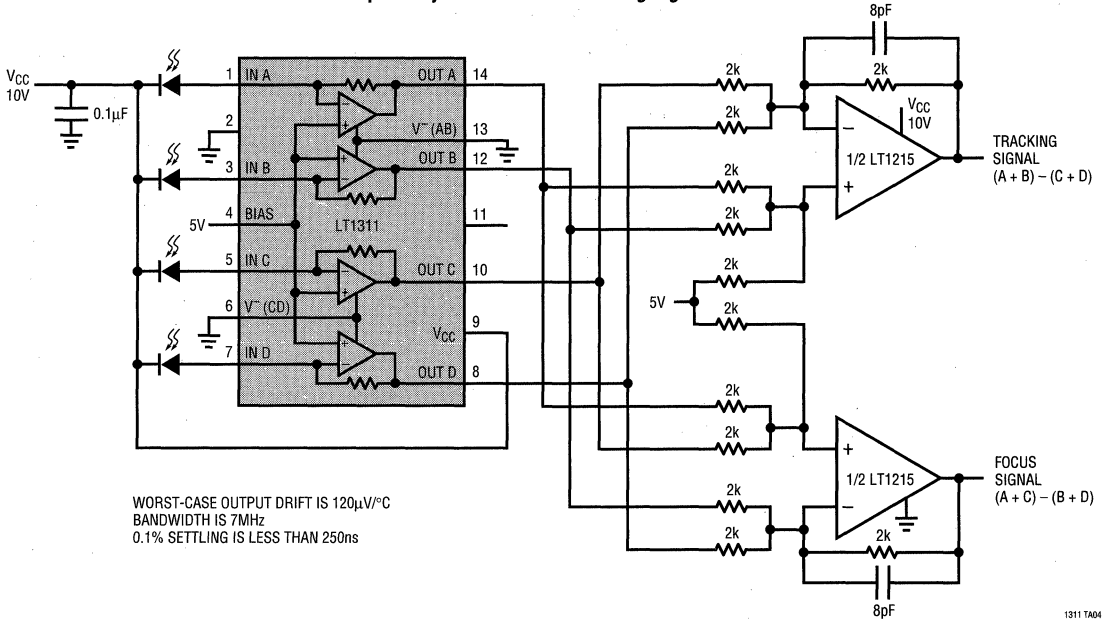 8pF
VCC
10V
0.1µF
1 IN A
OUT A 14
2
V⁻ (AB) 13
3 IN B
OUT B 12
4 BIAS
5V
LT1311
11
5 IN C
OUT C 10
6 V⁻ (CD)
VCC 9
7 IN D
OUT D 8
2k
2k
2k
VCC
10V
−
1/2 LT1215
+
TRACKING
SIGNAL
(A + B) – (C + D)
2k
2k
2k
5V
2k
2k
2k
+
1/2 LT1215
−
FOCUS
SIGNAL
(A + C) – (B + D)
2k
2k
2k
8pF
WORST-CASE OUTPUT DRIFT IS 120µV/°C
BANDWIDTH IS 7MHz
0.1% SETTLING IS LESS THAN 250ns
1311 TA04